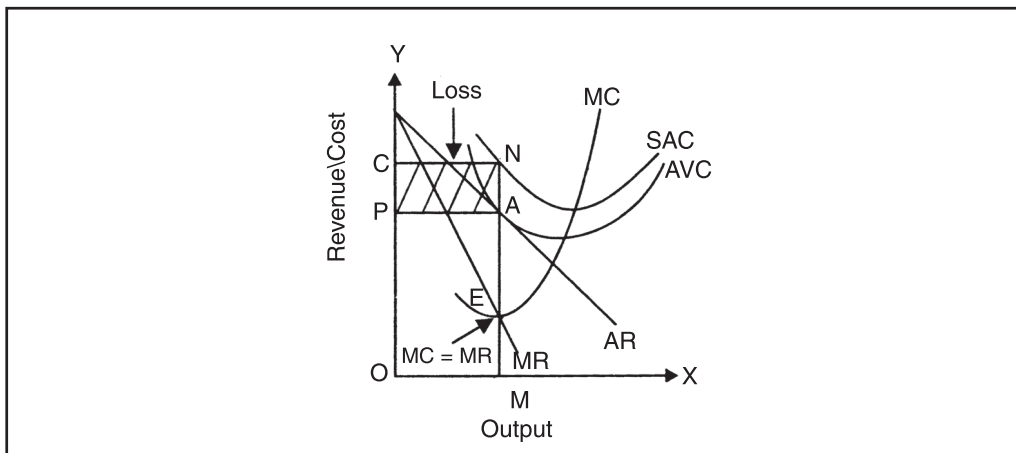 Y
Loss
MC
SAC
AVC
C
N
P
A
Revenue\Cost
E
AR
MC = MR
MR
O
X
M
Output